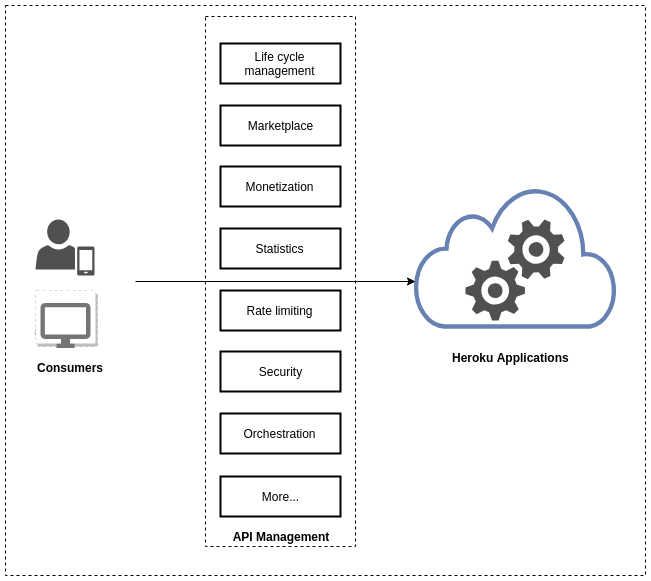 Life cycle
management
Marketplace
Monetization
Statistics
Rate limiting
Security
Orchestration
More...
API Management
Consumers
Heroku Applications